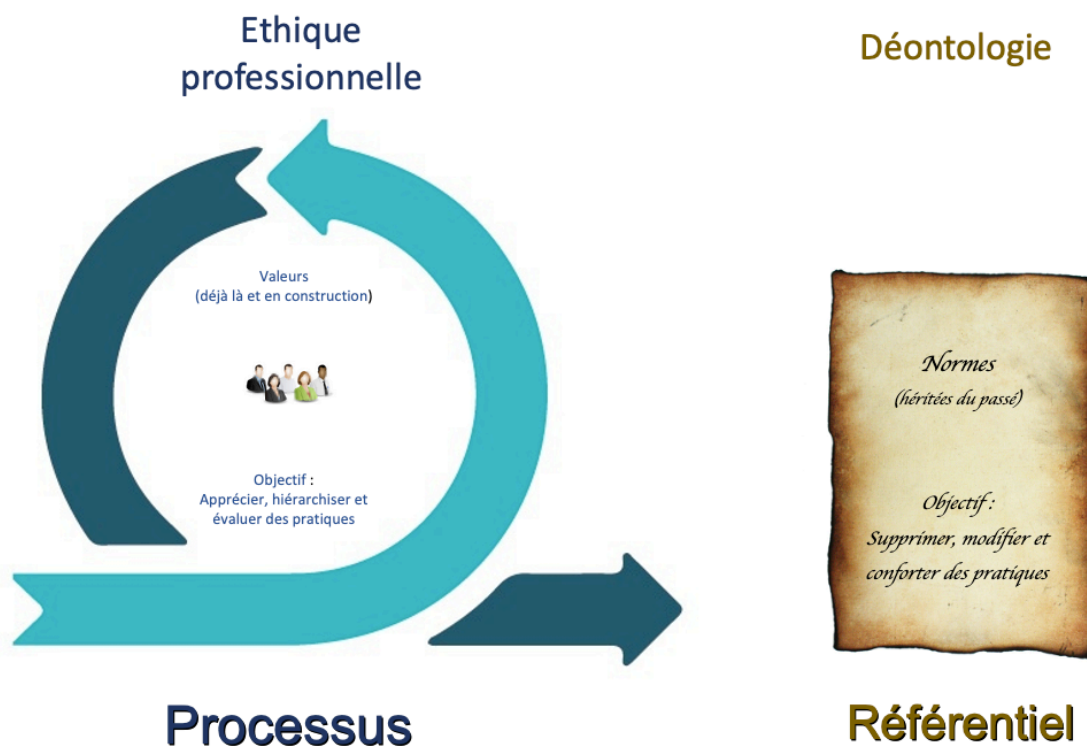 Ethique
professionnelle
Déontologie
Valeurs
(déjà là et en construction)
Objectif :
Apprécier, hiérarchiser et
évaluer des pratiques
Normes
(héritées du passé)
Objectif :
Supprimer, modifier et
conforter des pratiques
Processus
Référentiel